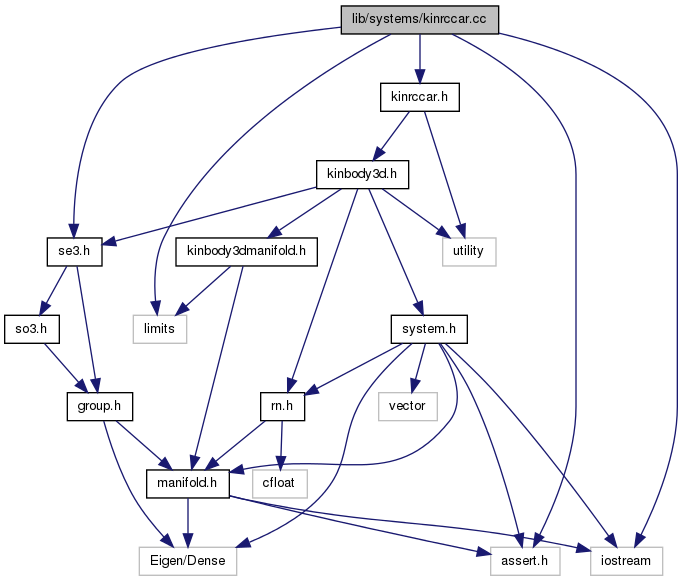 lib/systems/kinrccar.cc
kinrccar.h
kinbody3d.h
se3.h
kinbody3dmanifold.h
utility
so3.h
limits
system.h
group.h
rn.h
vector
manifold.h
cfloat
Eigen/Dense
assert.h
iostream